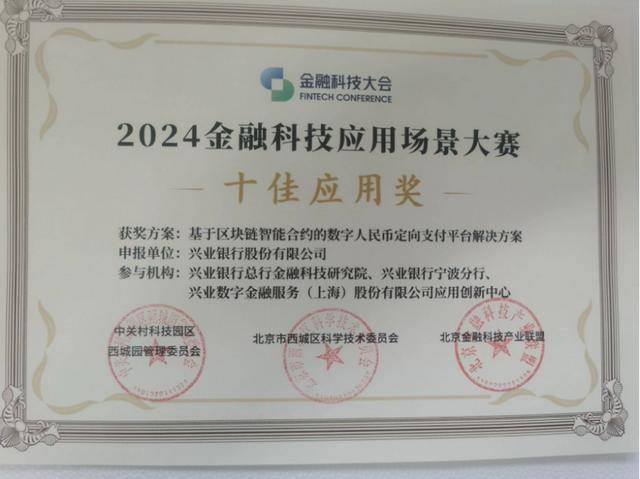 金融科技大会
FINTECH CONFERENCE
2024金融科技应用场景大赛
十佳应用奖
获奖方案：基于区块链智能合约的数字人民币定向支付平台解决方案
申报单位：兴业银行股份有限公司
参与机构：兴业银行总行金融科技研究院、兴业银行宁波分行、
兴业数字金融服务（上海）股份有限公司应用创新中心
中关村科技园区
西城园管理委员会
北京市西城区科学技术委员会
北京金融科技产业联盟